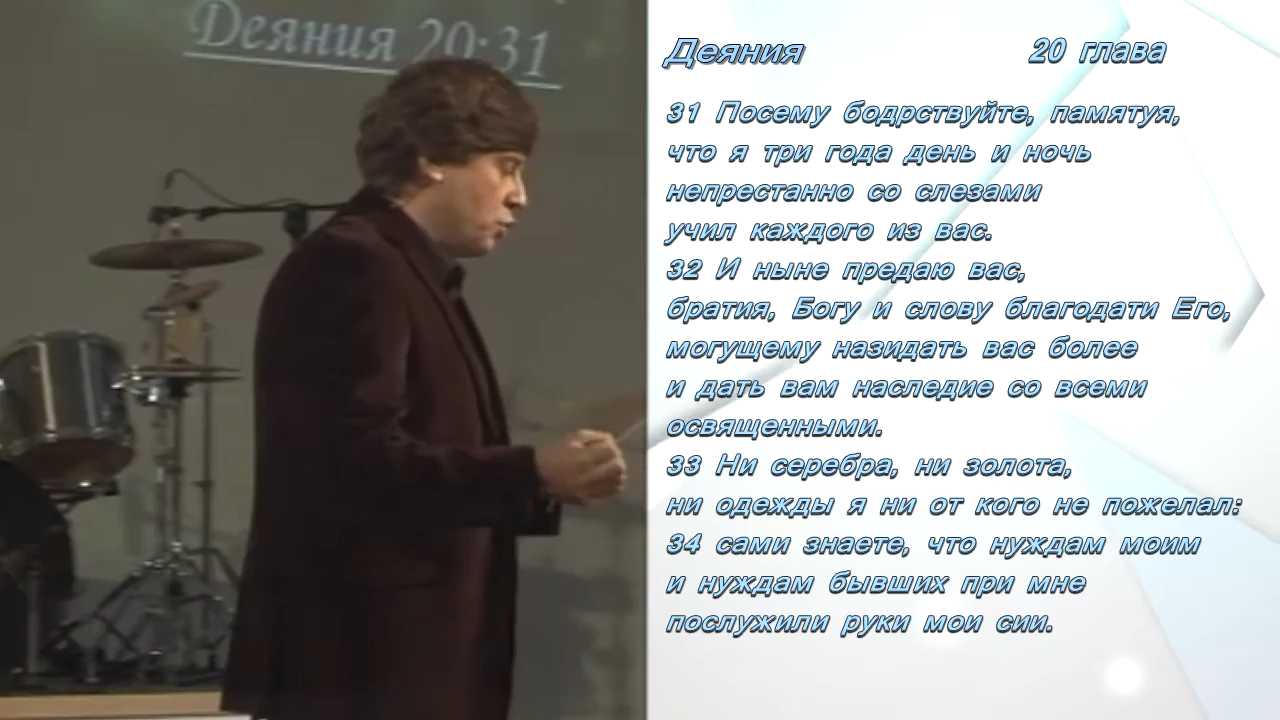 Деяния 20:31
Деяния 20 глава
31 Посему бодрствуйте, памятуя,
что я три года день и ночь
непрестанно со слезами
учил каждого из вас.
32 И ныне предаю вас,
братия, Богу и слову благодати Его,
могущему назидать вас более
и дать вам наследие со всеми
освященными.
33 Ни серебра, ни золота,
ни одежды я ни от кого не пожелал:
34 сами знаете, что нуждам моим
и нуждам бывших при мне
послужили руки мои сии.